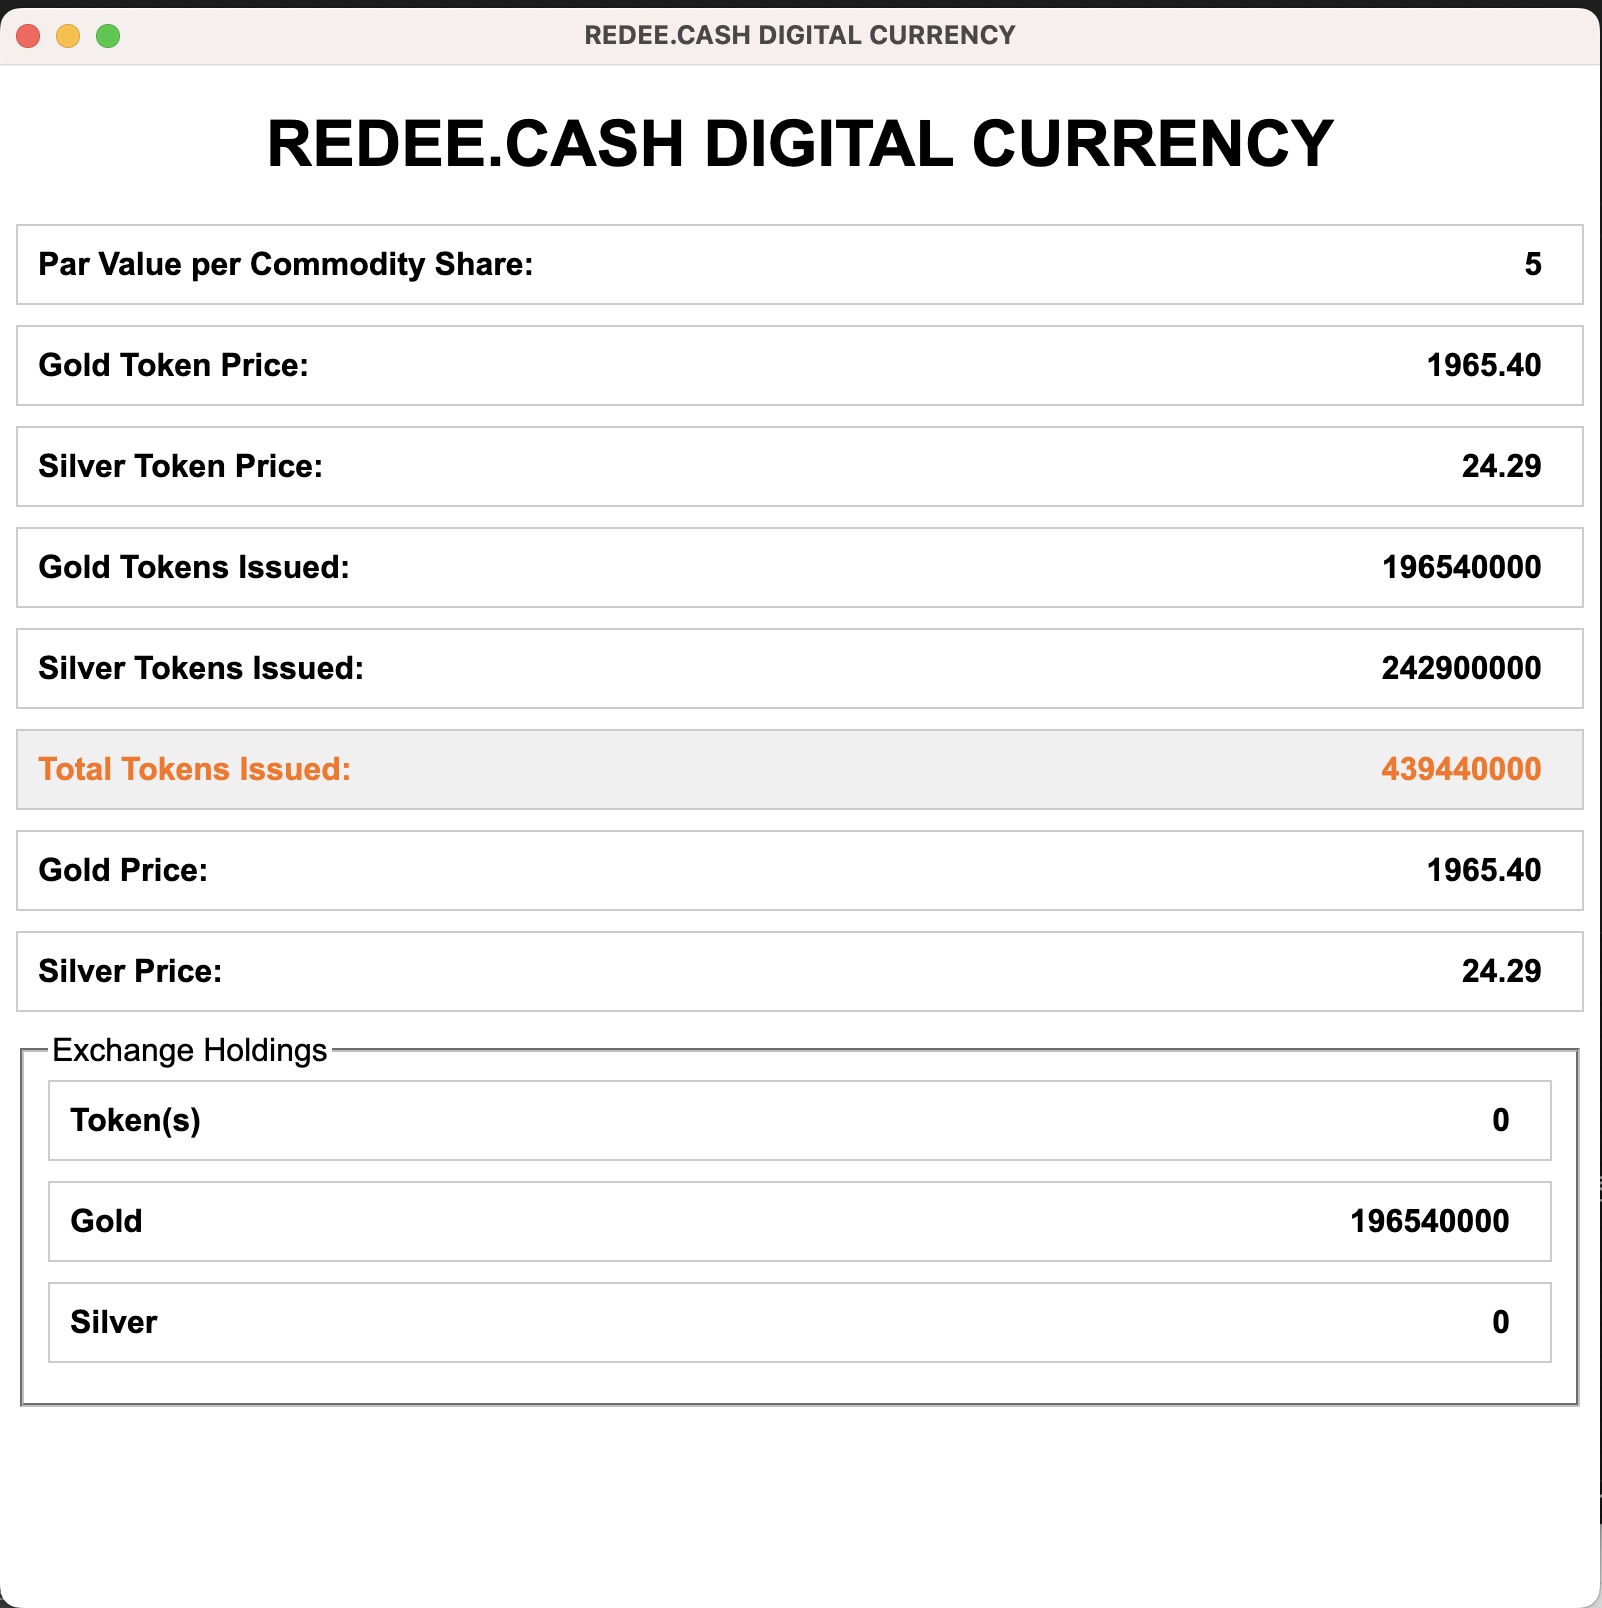 REDEE.CASH DIGITAL CURRENCY
REDEE.CASH DIGITAL CURRENCY
Par Value per Commodity Share: 5
Gold Token Price: 1965.40
Silver Token Price: 24.29
Gold Tokens Issued: 196540000
Silver Tokens Issued: 242900000
Total Tokens Issued: 439440000
Gold Price: 1965.40
Silver Price: 24.29
Exchange Holdings
Token(s) 0
Gold 196540000
Silver 0